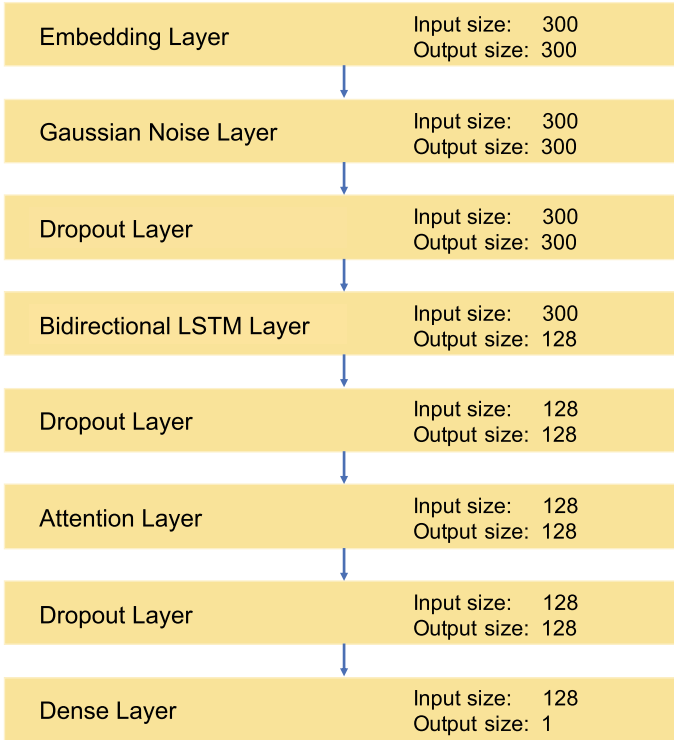 Embedding Layer
Input size: 300
Output size: 300
Gaussian Noise Layer
Input size: 300
Output size: 300
Dropout Layer
Input size: 300
Output size: 300
Bidirectional LSTM Layer
Input size: 300
Output size: 128
Dropout Layer
Input size: 128
Output size: 128
Attention Layer
Input size: 128
Output size: 128
Dropout Layer
Input size: 128
Output size: 128
Dense Layer
Input size: 128
Output size: 1